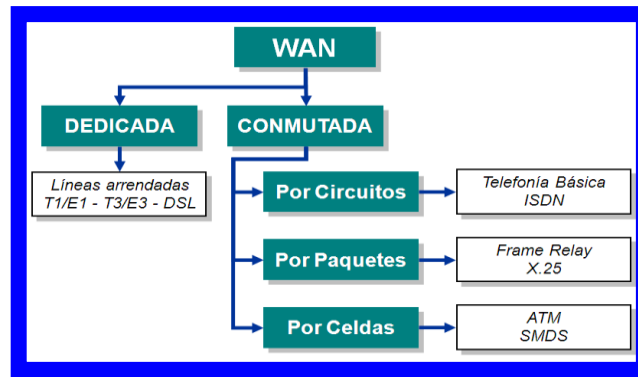 WAN
DEDICADA
CONMUTADA
Líneas arrendadas
T1/E1 - T3/E3 - DSL
Por Circuitos
Telefonía Básica
ISDN
Por Paquetes
Frame Relay
X.25
Por Celdas
ATM
SMDS